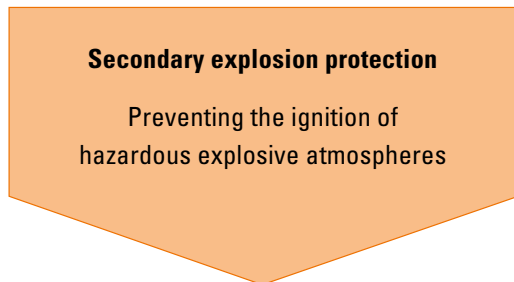 Secondary explosion protection
Preventing the ignition of
hazardous explosive atmospheres